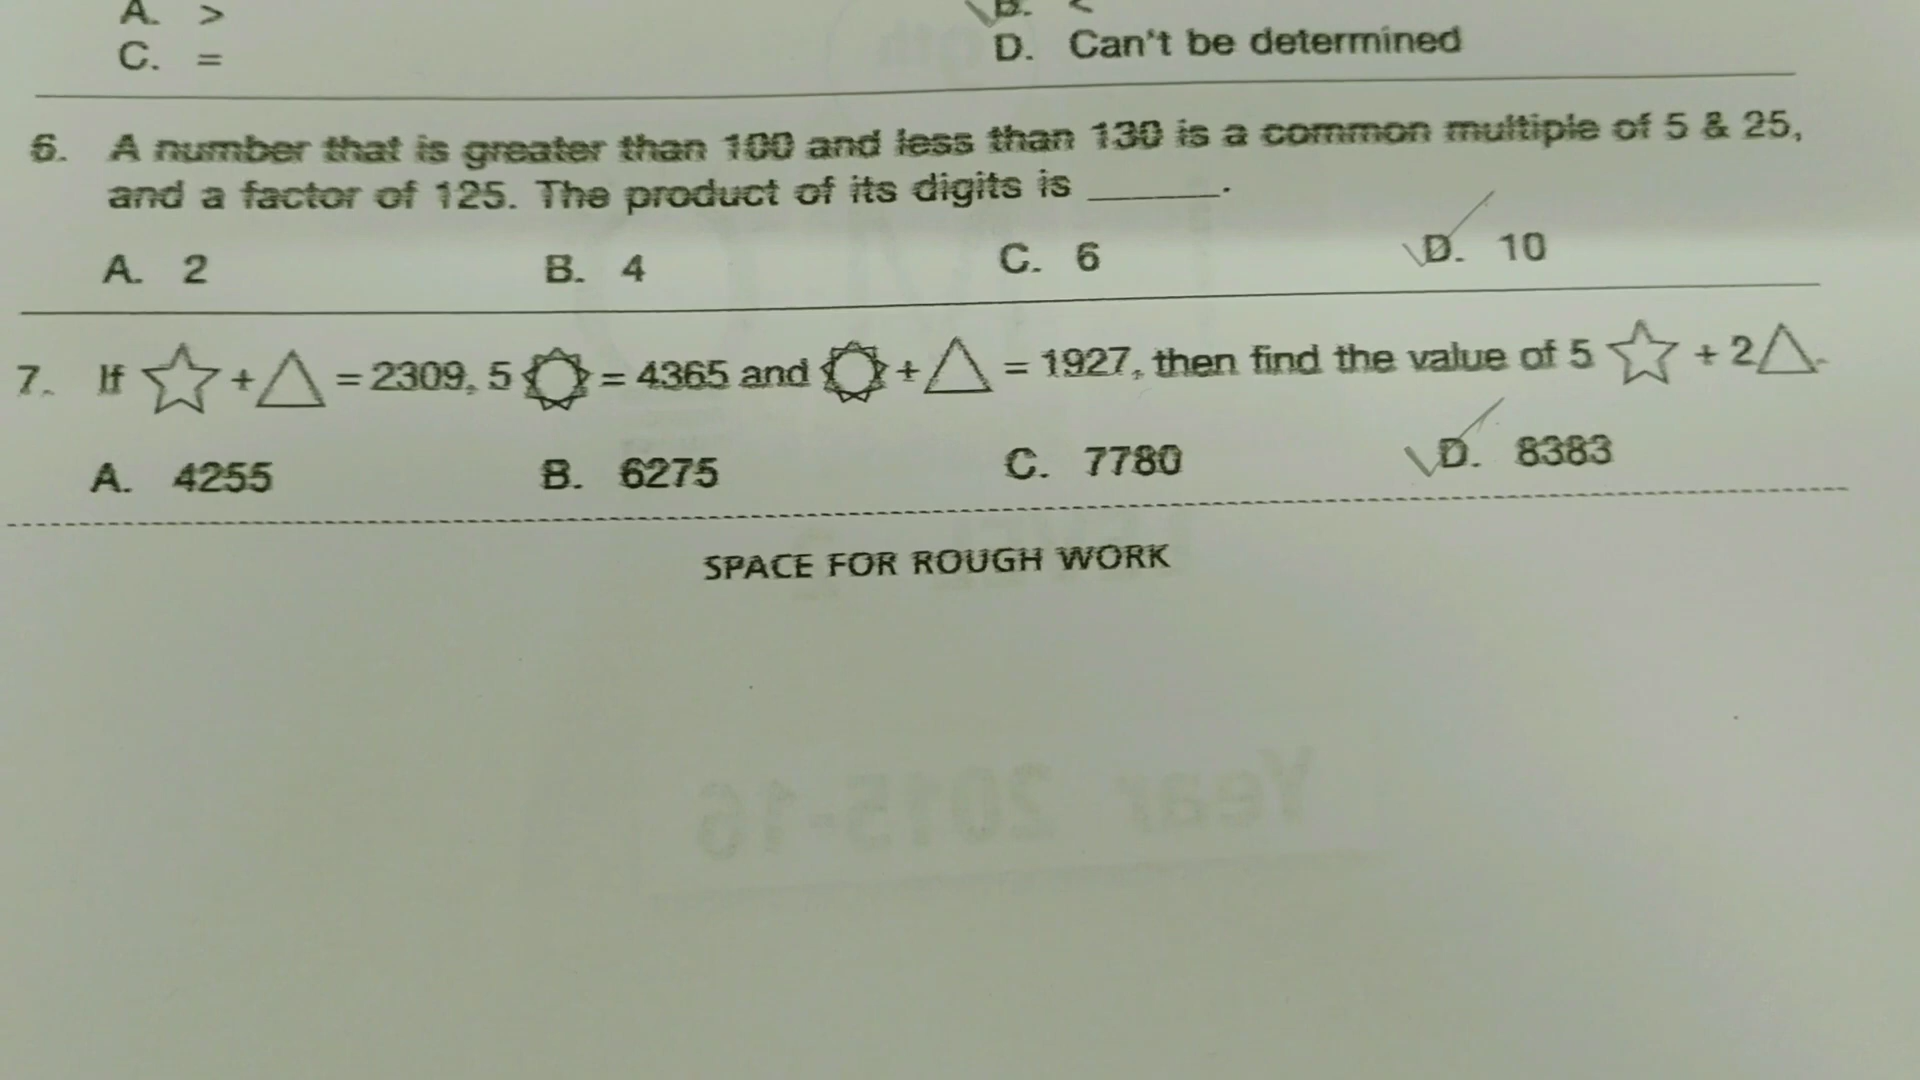 A. > B. <
C. = D. Can't be determined
6. A number that is greater than 100 and less than 130 is a common multiple of 5 & 25,
and a factor of 125. The product of its digits is ______.
A. 2 B. 4 C. 6 D. 10
7. If ☆ + △ = 2309, 5 = 4365 and + △ = 1927, then find the value of 5 ☆ + 2△.
A. 4255 B. 6275 C. 7780 D. 8383
SPACE FOR ROUGH WORK
Year 2015-16